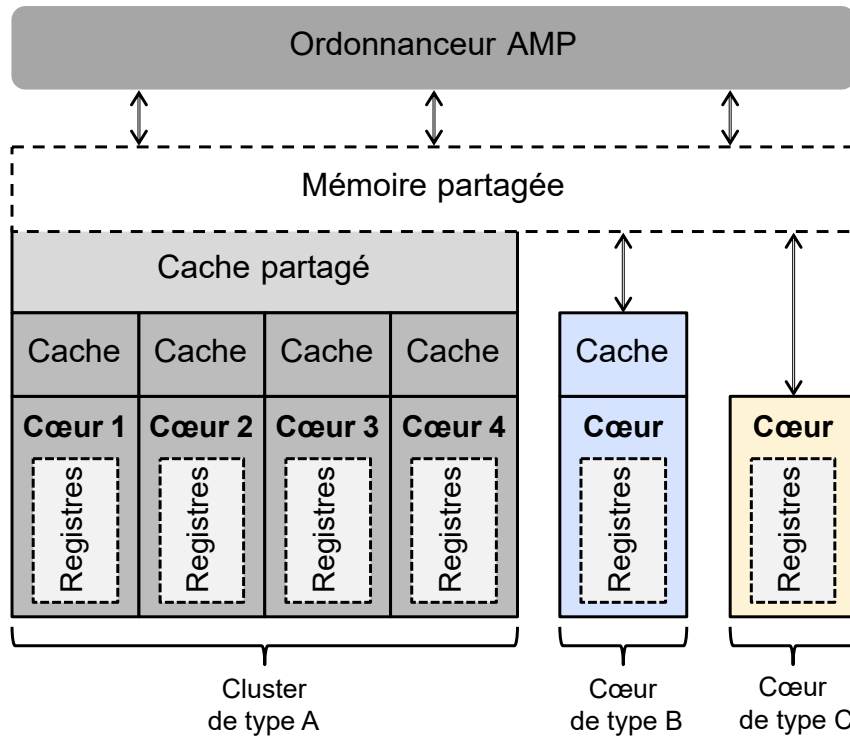 Ordonnanceur AMP
Mémoire partagée
Cache partagé
Cache Cache Cache Cache Cache
Cœur 1 Cœur 2 Cœur 3 Cœur 4 Cœur Cœur
Registres Registres Registres Registres Registres Registres
Cluster
de type A
Cœur
de type B
Cœur
de type C